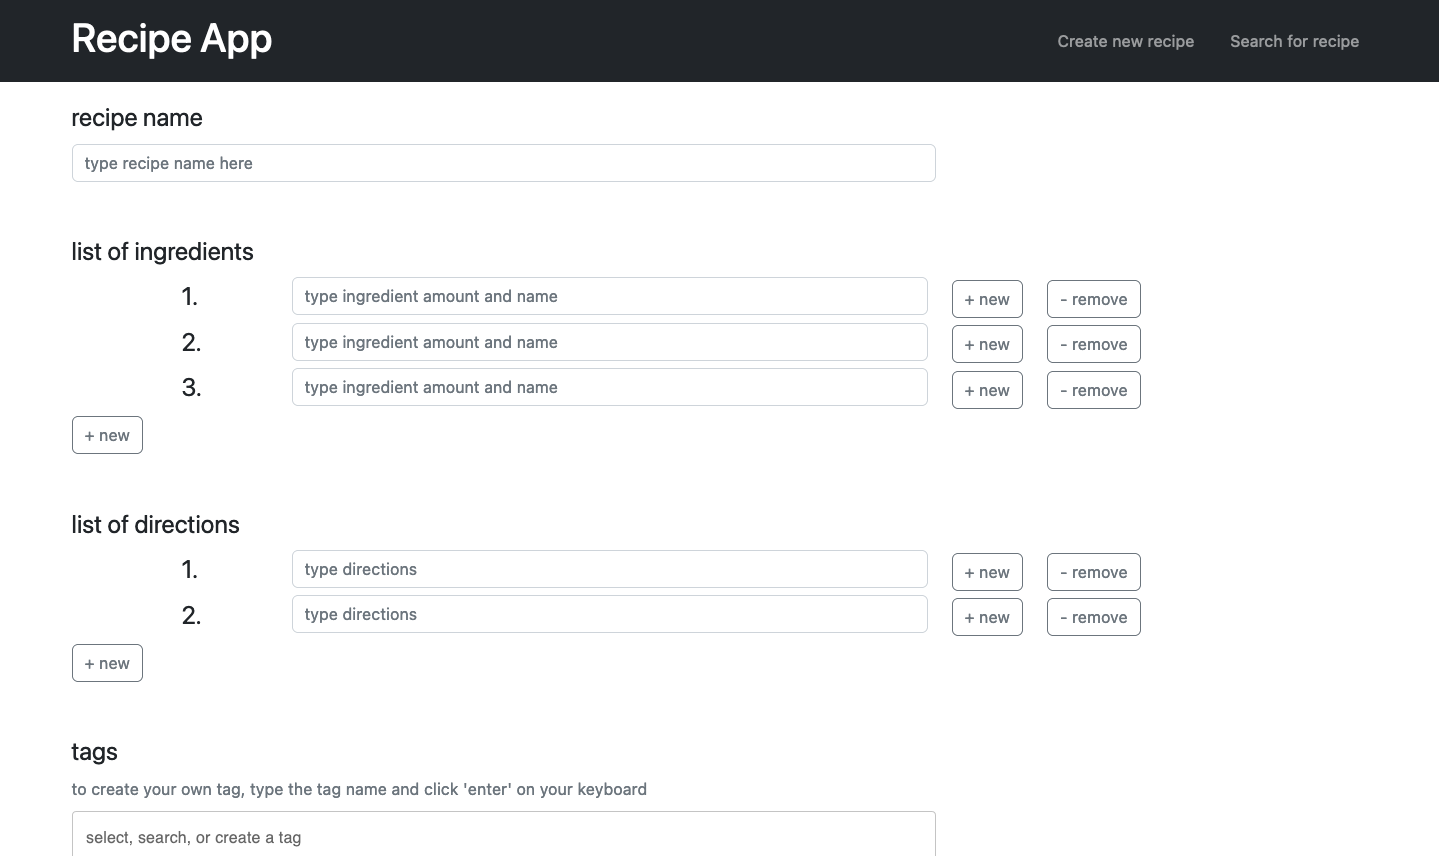 Recipe App Create new recipe Search for recipe
recipe name
type recipe name here
list of ingredients
1. type ingredient amount and name + new - remove
2. type ingredient amount and name + new - remove
3. type ingredient amount and name + new - remove
+ new
list of directions
1. type directions + new - remove
2. type directions + new - remove
+ new
tags
to create your own tag, type the tag name and click 'enter' on your keyboard
select, search, or create a tag